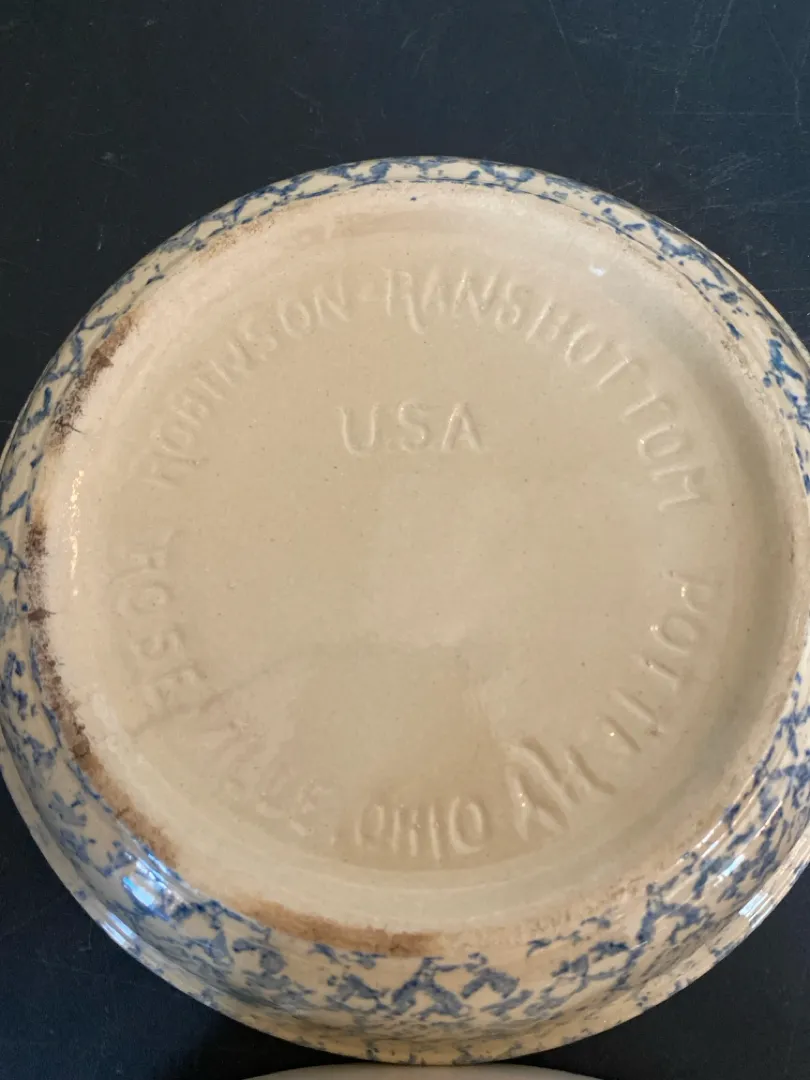 ROBINSON-RANSBOTTOM POTTERY
USA
ROSEVILLE, OHIO